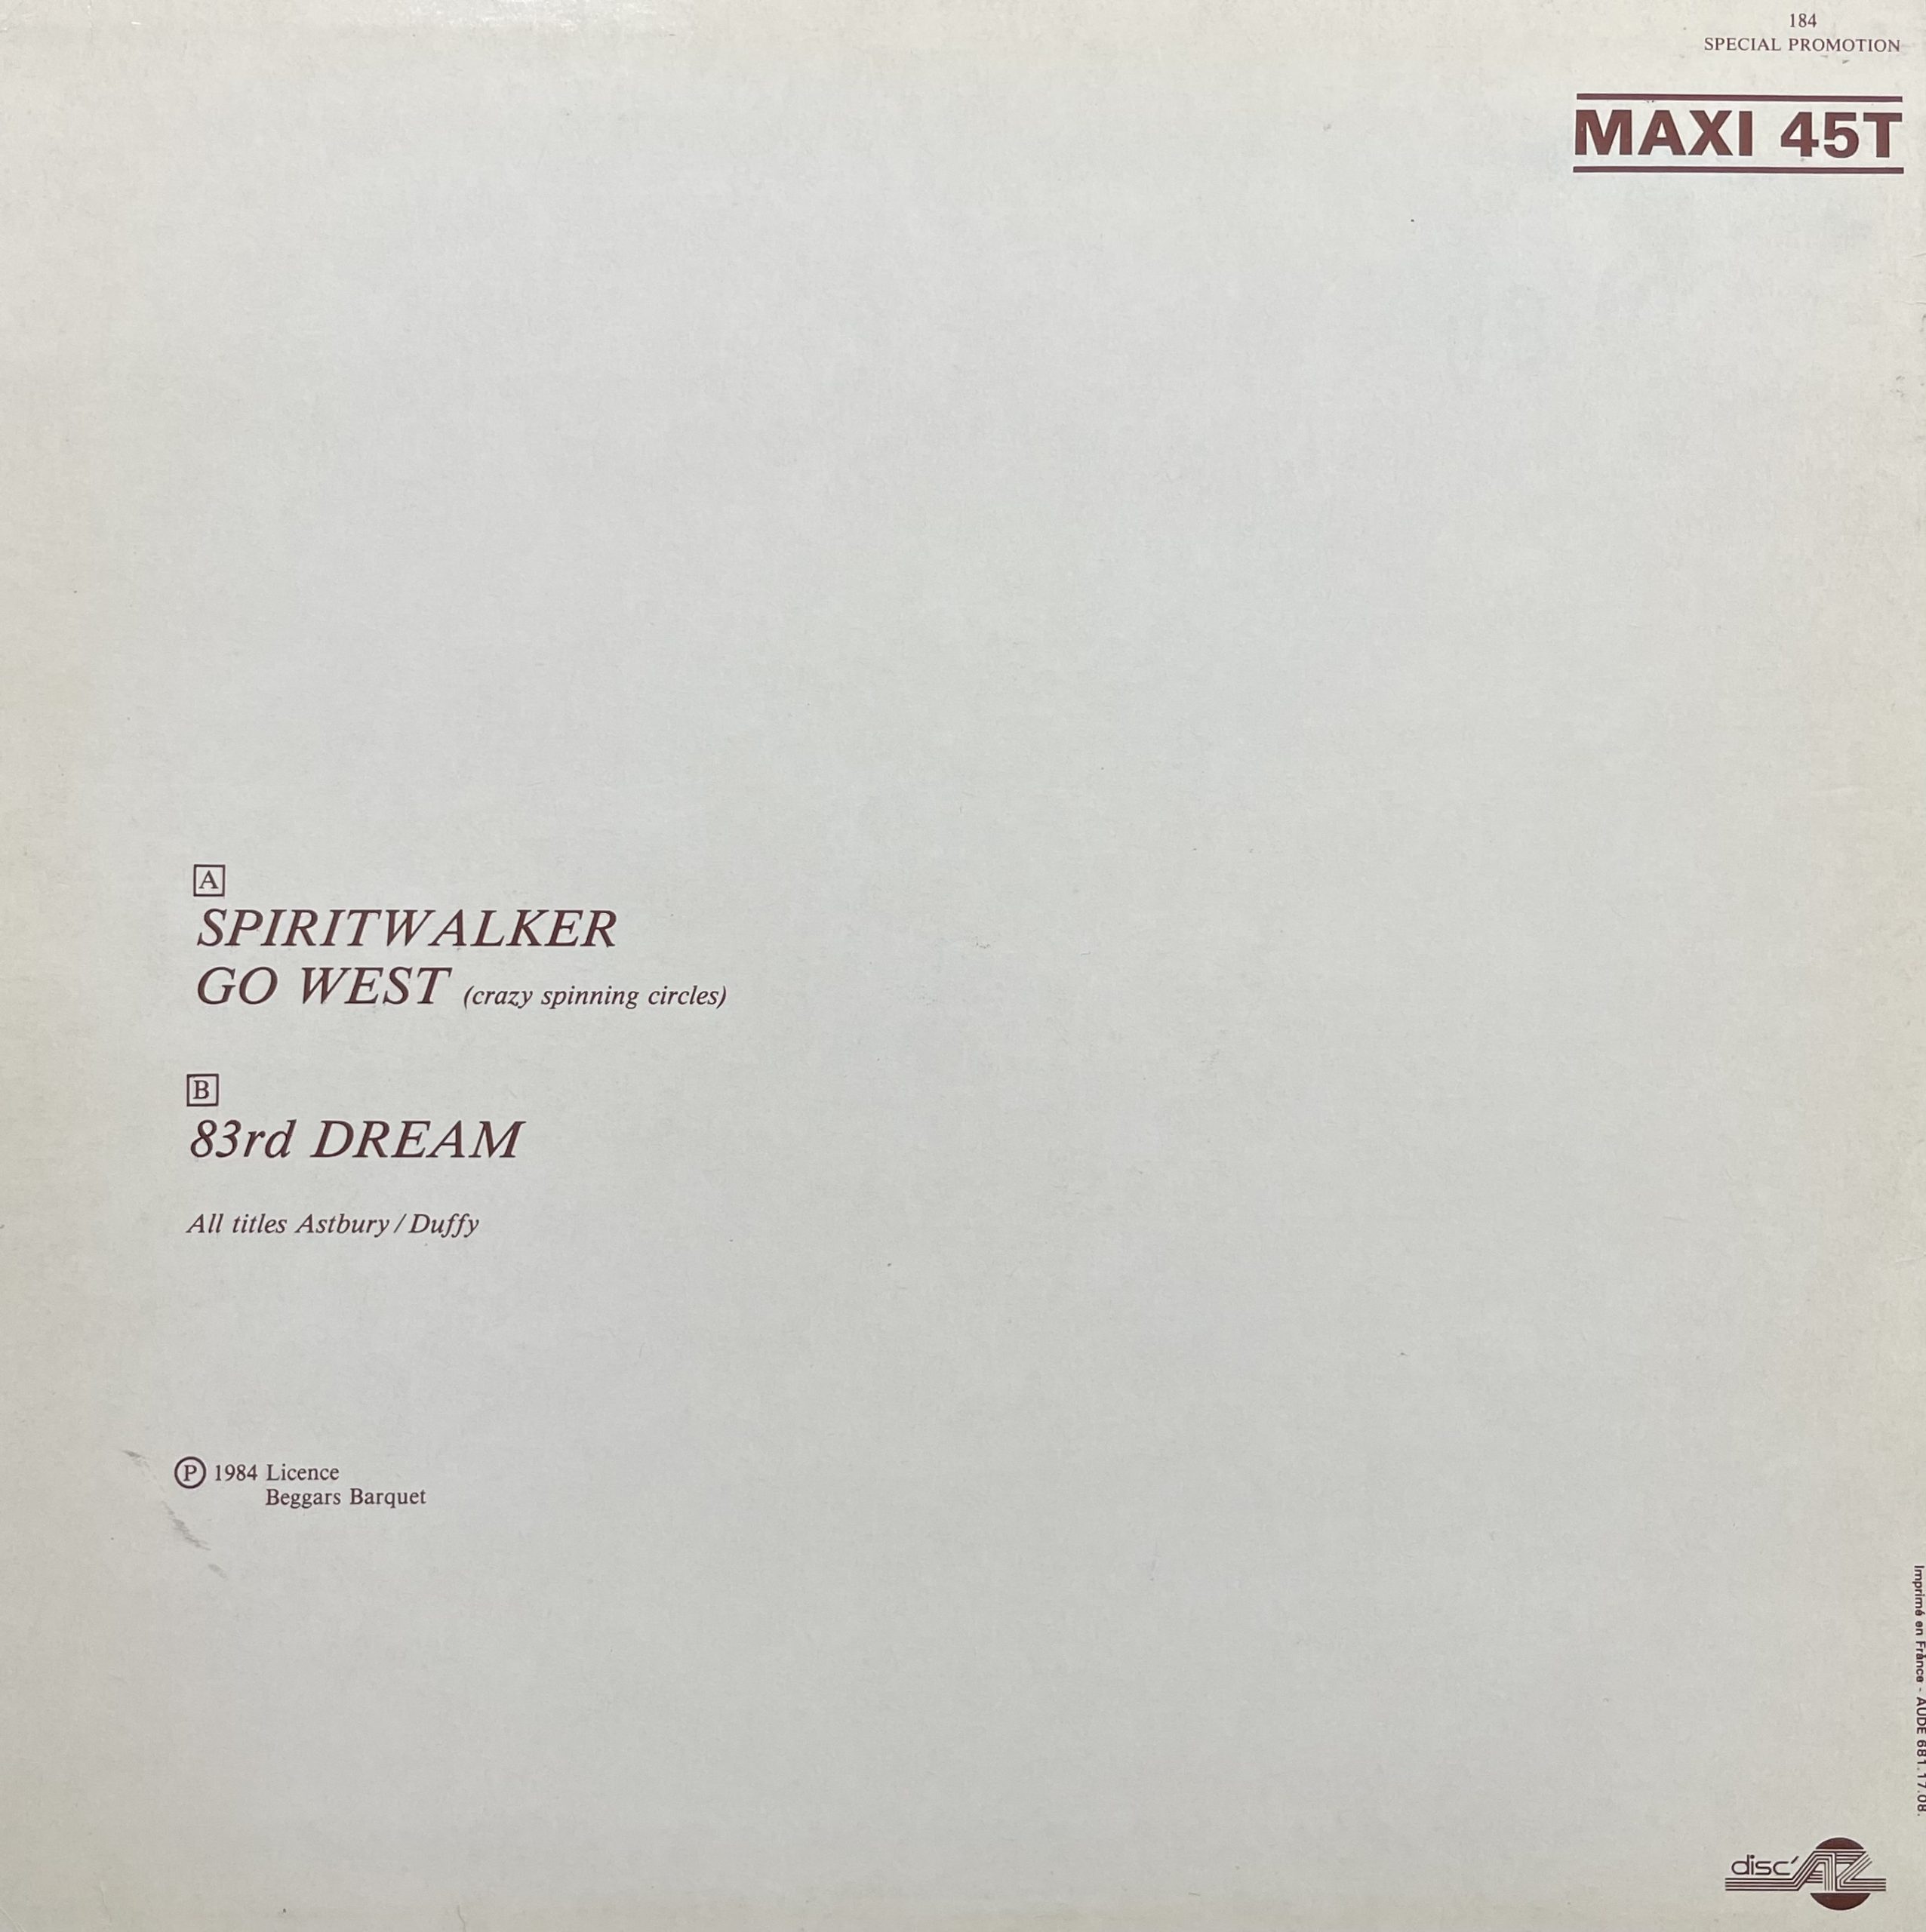 184
SPECIAL PROMOTION
MAXI 45T
A
SPIRITWALKER
GO WEST (crazy spinning circles)
B
83rd DREAM
All titles Astbury / Duffy
Ⓟ 1984 Licence
Beggars Barquet
Imprimé en France - AUDE 681.17.08.
disc'AZ